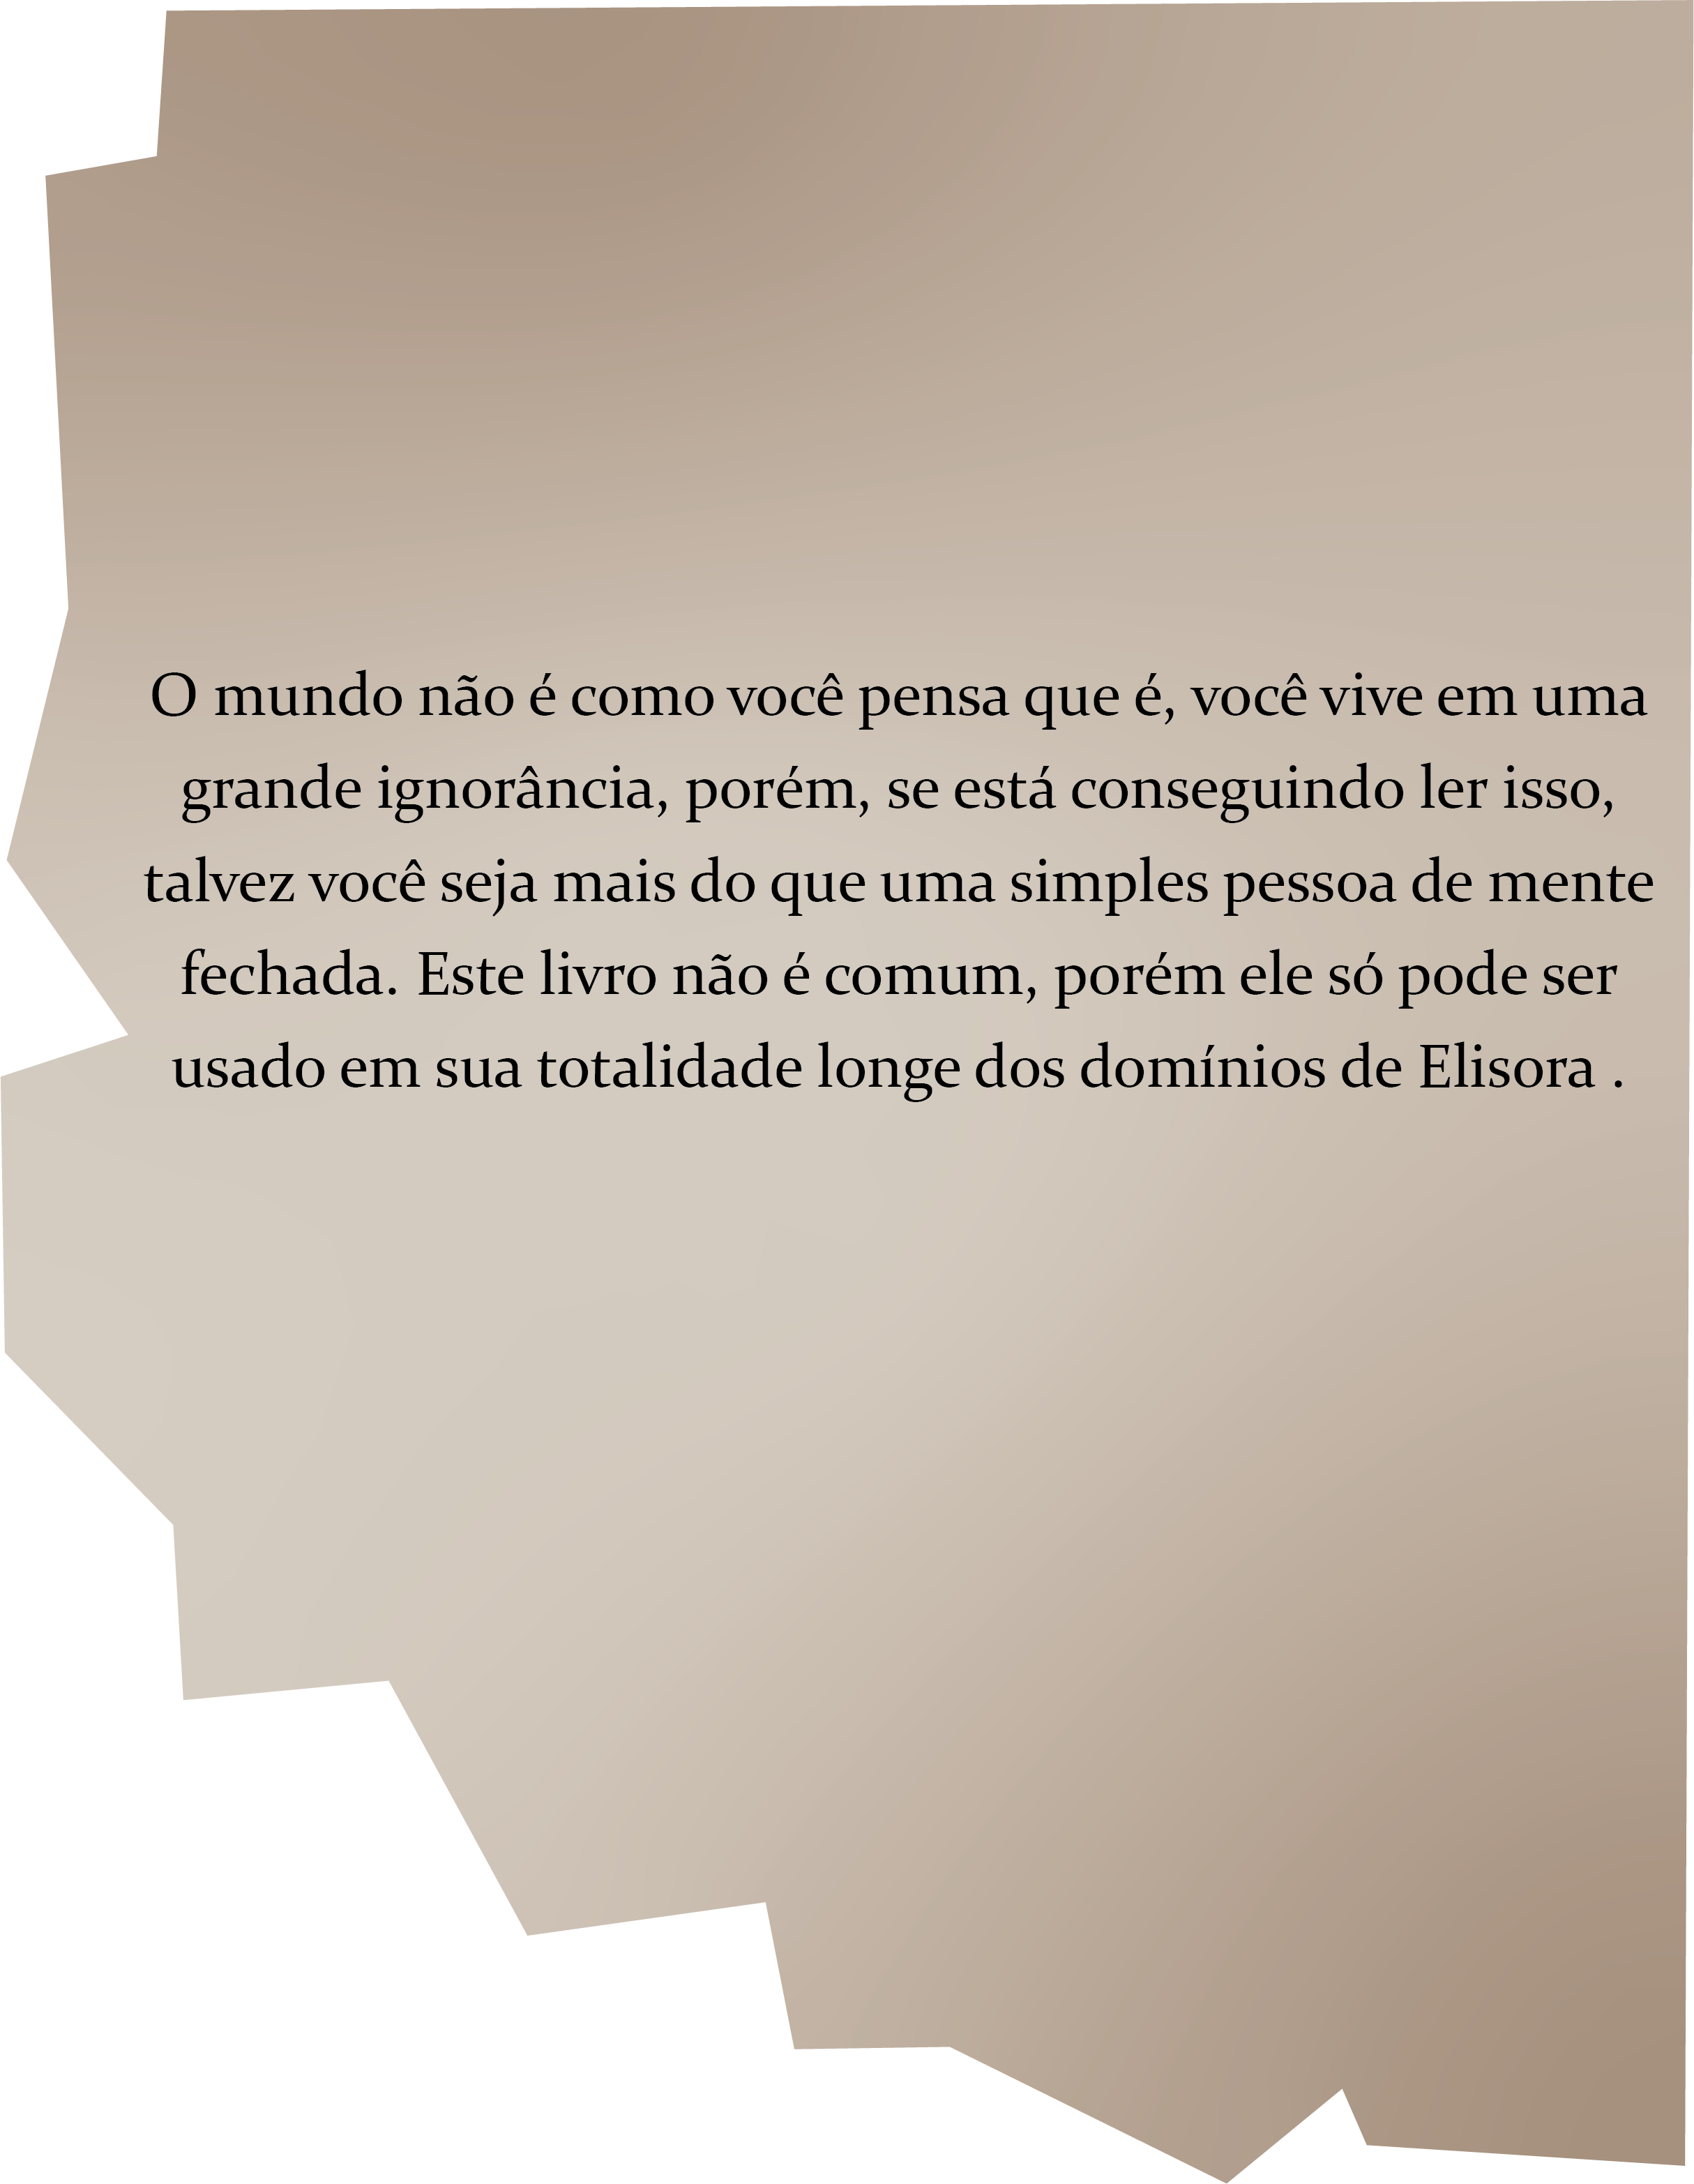 O mundo não é como você pensa que é, você vive em uma
grande ignorância, porém, se está conseguindo ler isso,
talvez você seja mais do que uma simples pessoa de mente
fechada. Este livro não é comum, porém ele só pode ser
usado em sua totalidade longe dos domínios de Elisora .